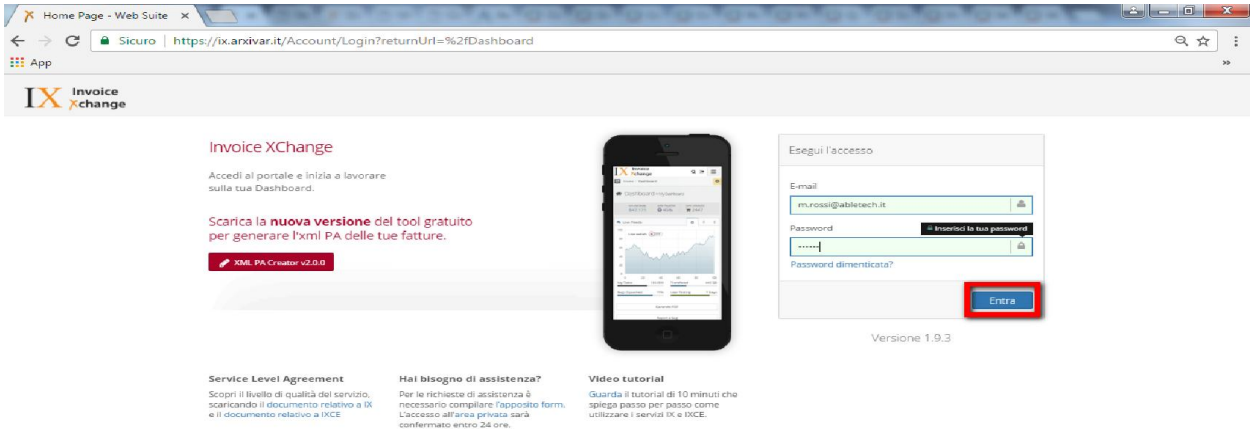 Home Page - Web Suite
Sicuro | https://ix.arxivar.it/Account/Login?returnUrl=%2fDashboard
App
IX Invoice
Xchange
Invoice XChange
Accedi al portale e inizia a lavorare
sulla tua Dashboard.
Scarica la nuova versione del tool gratuito
per generare l'xml PA delle tue fatture.
XML PA Creator v2.0.0
Esegui l'accesso
E-mail
m.rossi@abletech.it
Password
Inserisci la tua password
Password dimenticata?
Entra
Versione 1.9.3
Service Level Agreement
Scopri il livello di qualità del servizio,
scaricando il documento relativo a IX
e il documento relativo a IXCE
Hai bisogno di assistenza?
Per le richieste di assistenza è
necessario compilare l'apposito form.
L'accesso all'area privata sarà
confermato entro 24 ore.
Video tutorial
Guarda il tutorial di 10 minuti che
spiega passo per passo come
utilizzare i servizi IX e IXCE.